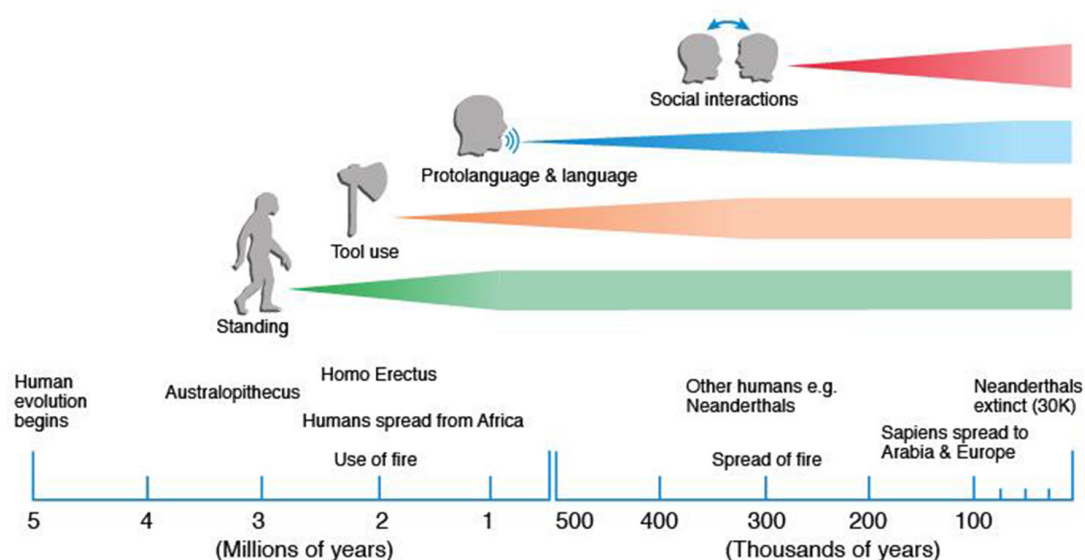 Social interactions
Protolanguage & language
Tool use
Standing
Human
evolution
begins
Australopithecus
Homo Erectus
Humans spread from Africa
Use of fire
Other humans e.g.
Neanderthals
Spread of fire
Neanderthals
extinct (30K)
Sapiens spread to
Arabia & Europe
5 4 3 2 1 500 400 300 200 100
(Millions of years) (Thousands of years)